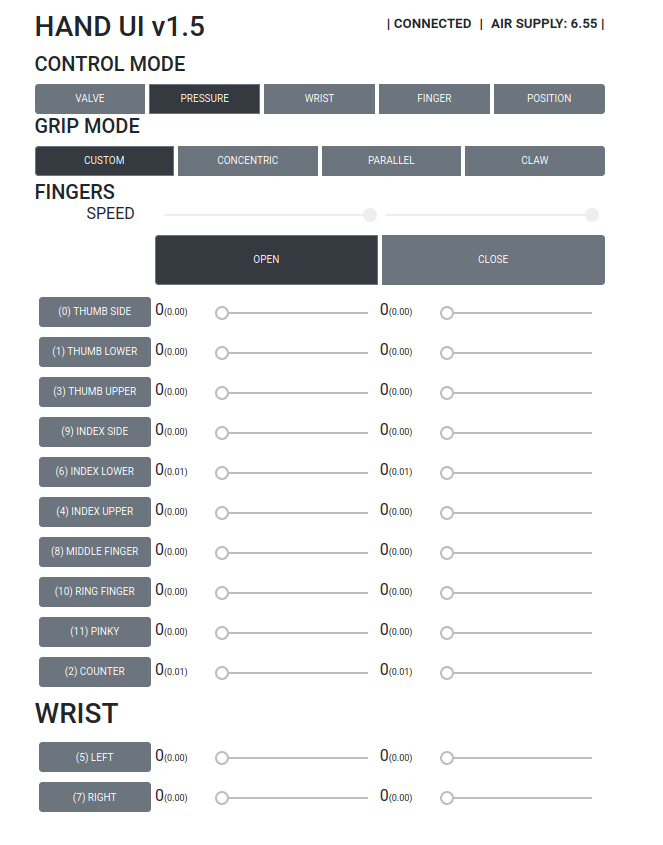 HAND UI v1.5 | CONNECTED | AIR SUPPLY: 6.55 |
CONTROL MODE
VALVE PRESSURE WRIST FINGER POSITION
GRIP MODE
CUSTOM CONCENTRIC PARALLEL CLAW
FINGERS
SPEED
OPEN CLOSE
(0) THUMB SIDE 0(0.00) 0(0.00)
(1) THUMB LOWER 0(0.00) 0(0.00)
(3) THUMB UPPER 0(0.00) 0(0.00)
(9) INDEX SIDE 0(0.00) 0(0.00)
(6) INDEX LOWER 0(0.01) 0(0.01)
(4) INDEX UPPER 0(0.00) 0(0.00)
(8) MIDDLE FINGER 0(0.00) 0(0.00)
(10) RING FINGER 0(0.00) 0(0.00)
(11) PINKY 0(0.00) 0(0.00)
(2) COUNTER 0(0.01) 0(0.01)
WRIST
(5) LEFT 0(0.00) 0(0.00)
(7) RIGHT 0(0.00) 0(0.00)